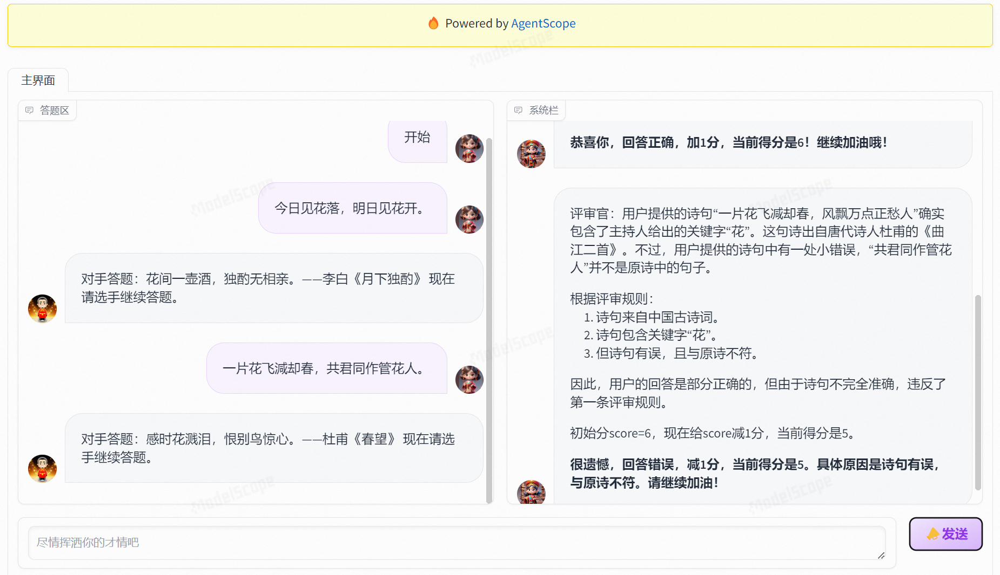 🔥 Powered by AgentScope
主界面
答题区
开始
今日见花落，明日见花开。
对手答题：花间一壶酒，独酌无相亲。——李白《月下独酌》 现在
请选手继续答题。
一片花飞減却春，共君同作管花人。
对手答题：感时花溅泪，恨别鸟惊心。——杜甫《春望》 现在请选
手继续答题。
系统栏
恭喜你，回答正确，加1分，当前得分是6！继续加油哦！
评审官：用户提供的诗句“一片花飞减却春，风飘万点正愁人”确实
包含了主持人给出的关键字“花”。这句诗出自唐代诗人杜甫的《曲
江二首》。不过，用户提供的诗句中有一处小错误，“共君同作管花
人”并不是原诗中的句子。
根据评审规则：
1. 诗句来自中国古诗词。
2. 诗句包含关键字“花”。
3. 但诗句有误，且与原诗不符。
因此，用户的回答是部分正确的，但由于诗句不完全准确，违反了
第一条评审规则。
初始分score=6，现在给score减1分，当前得分是5。
很遗憾，回答错误，减1分，当前得分是5。具体原因是诗句有误，
与原诗不符。请继续加油！
尽情挥洒你的才情吧
📣发送
ModelScope
ModelScope
ModelScope
ModelScope
ModelScope
ModelScope